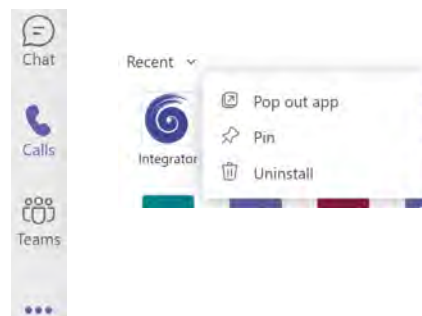 Chat
Calls
Teams
Recent
Integrator
Pop out app
Pin
Uninstall